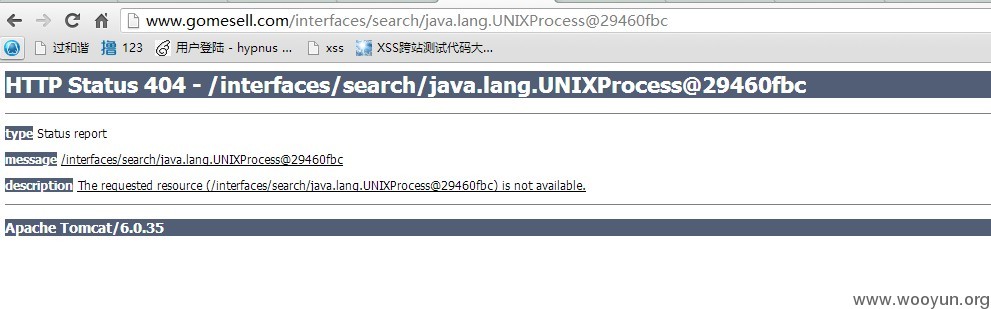 www.gomesell.com/interfaces/search/java.lang.UNIXProcess@29460fbc
过和谐 撸 123 用户登陆 - hypnus ... xss XSS跨站测试代码大...
HTTP Status 404 - /interfaces/search/java.lang.UNIXProcess@29460fbc
type Status report
message /interfaces/search/java.lang.UNIXProcess@29460fbc
description The requested resource (/interfaces/search/java.lang.UNIXProcess@29460fbc) is not available.
Apache Tomcat/6.0.35
www.wooyun.org